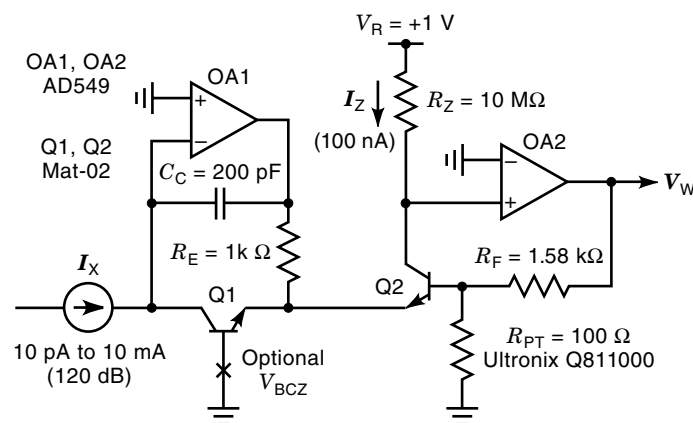 V_R = +1 V
OA1, OA2
AD549
OA1
+
−
I_Z
(100 nA)
R_Z = 10 MΩ
Q1, Q2
Mat-02
OA2
−
+
V_W
C_C = 200 pF
R_E = 1k Ω
R_F = 1.58 kΩ
I_X
Q1
Q2
10 pA to 10 mA
(120 dB)
Optional
V_BCZ
R_PT = 100 Ω
Ultronix Q811000